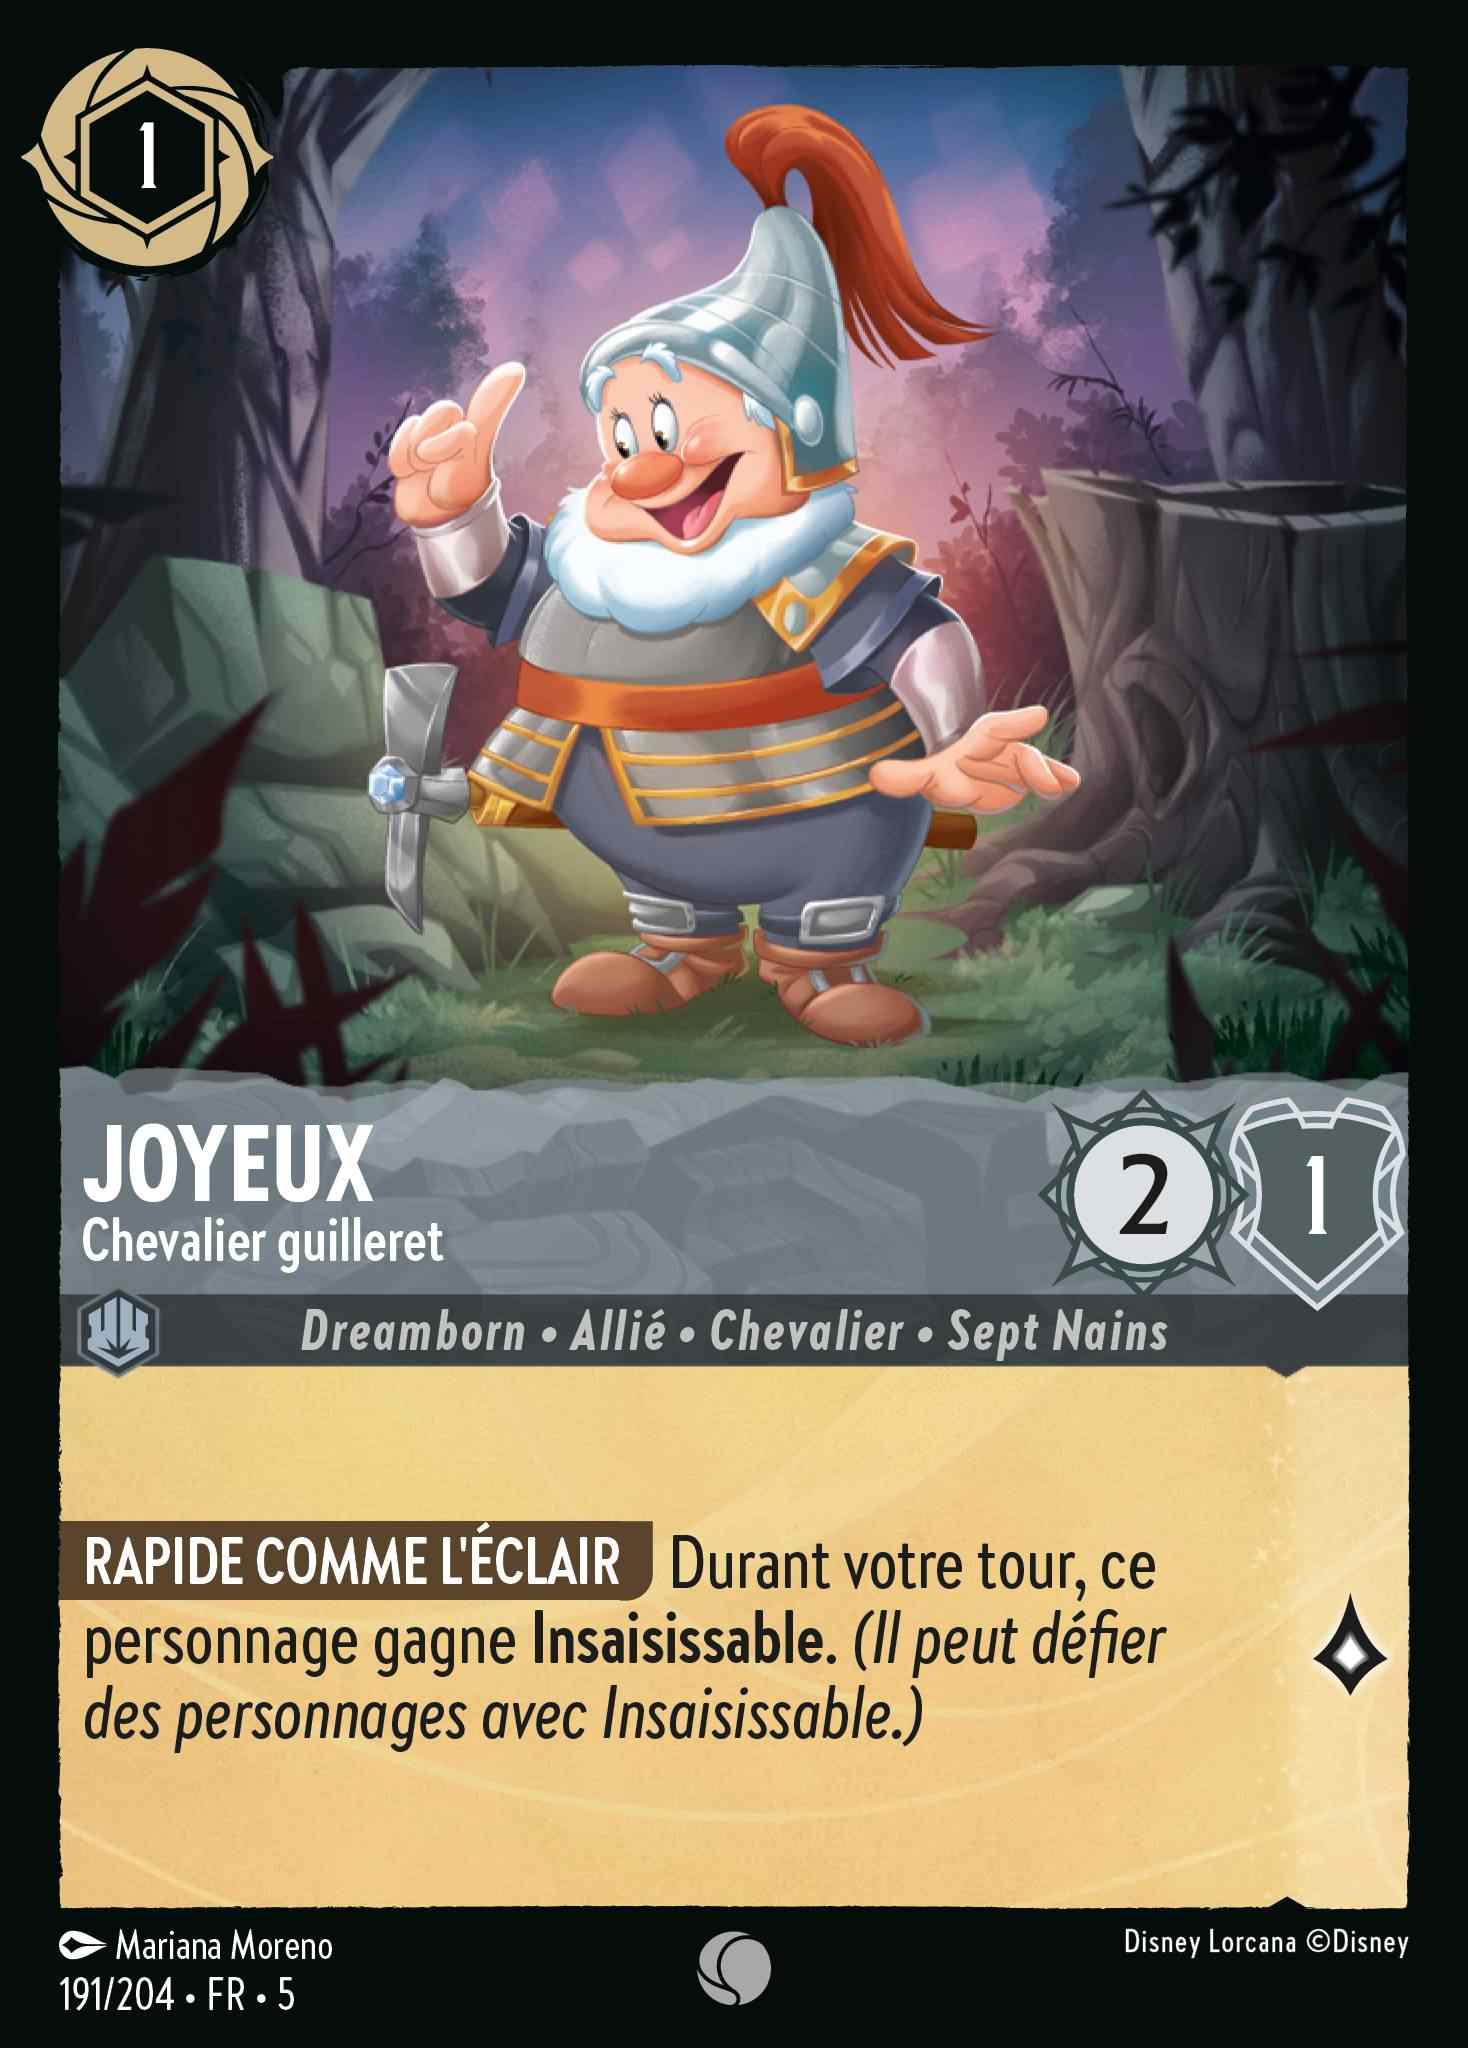 1
JOYEUX
Chevalier guilleret
2
1
Dreamborn • Allié • Chevalier • Sept Nains
RAPIDE COMME L'ÉCLAIR Durant votre tour, ce
personnage gagne Insaisissable. (Il peut défier
des personnages avec Insaisissable.)
Mariana Moreno
Disney Lorcana ©Disney
191/204 • FR • 5